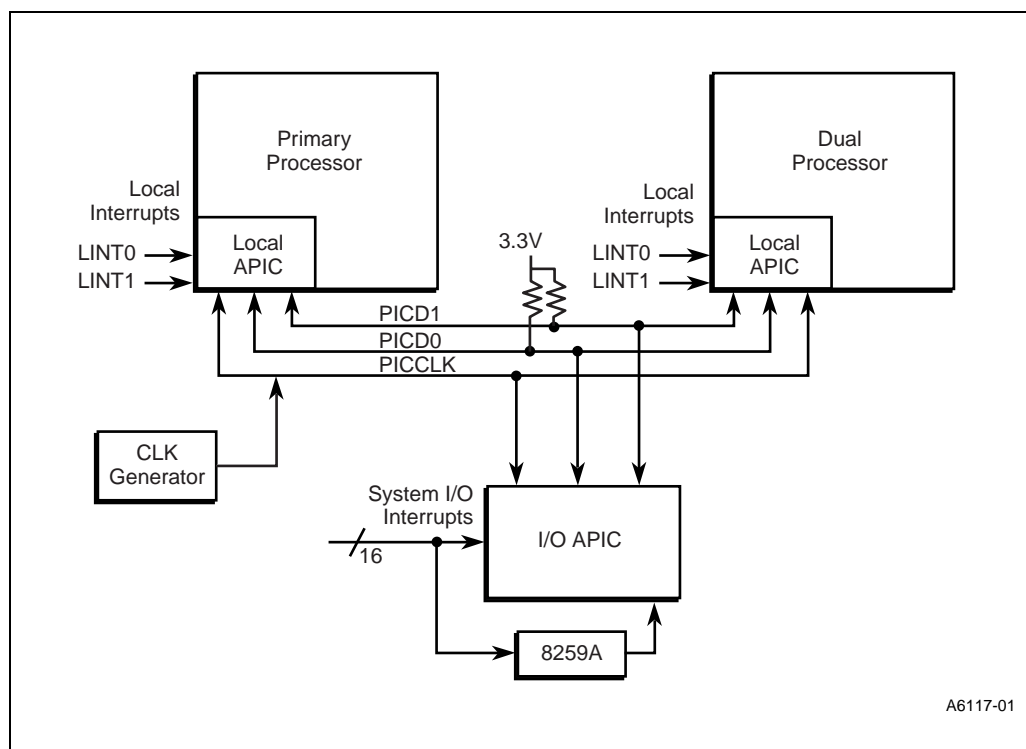 Primary
Processor
Dual
Processor
Local
Interrupts
Local
Interrupts
LINT0
LINT1
Local
APIC
3.3V
LINT0
LINT1
Local
APIC
PICD1
PICD0
PICCLK
CLK
Generator
System I/O
Interrupts
16
I/O APIC
8259A
A6117-01